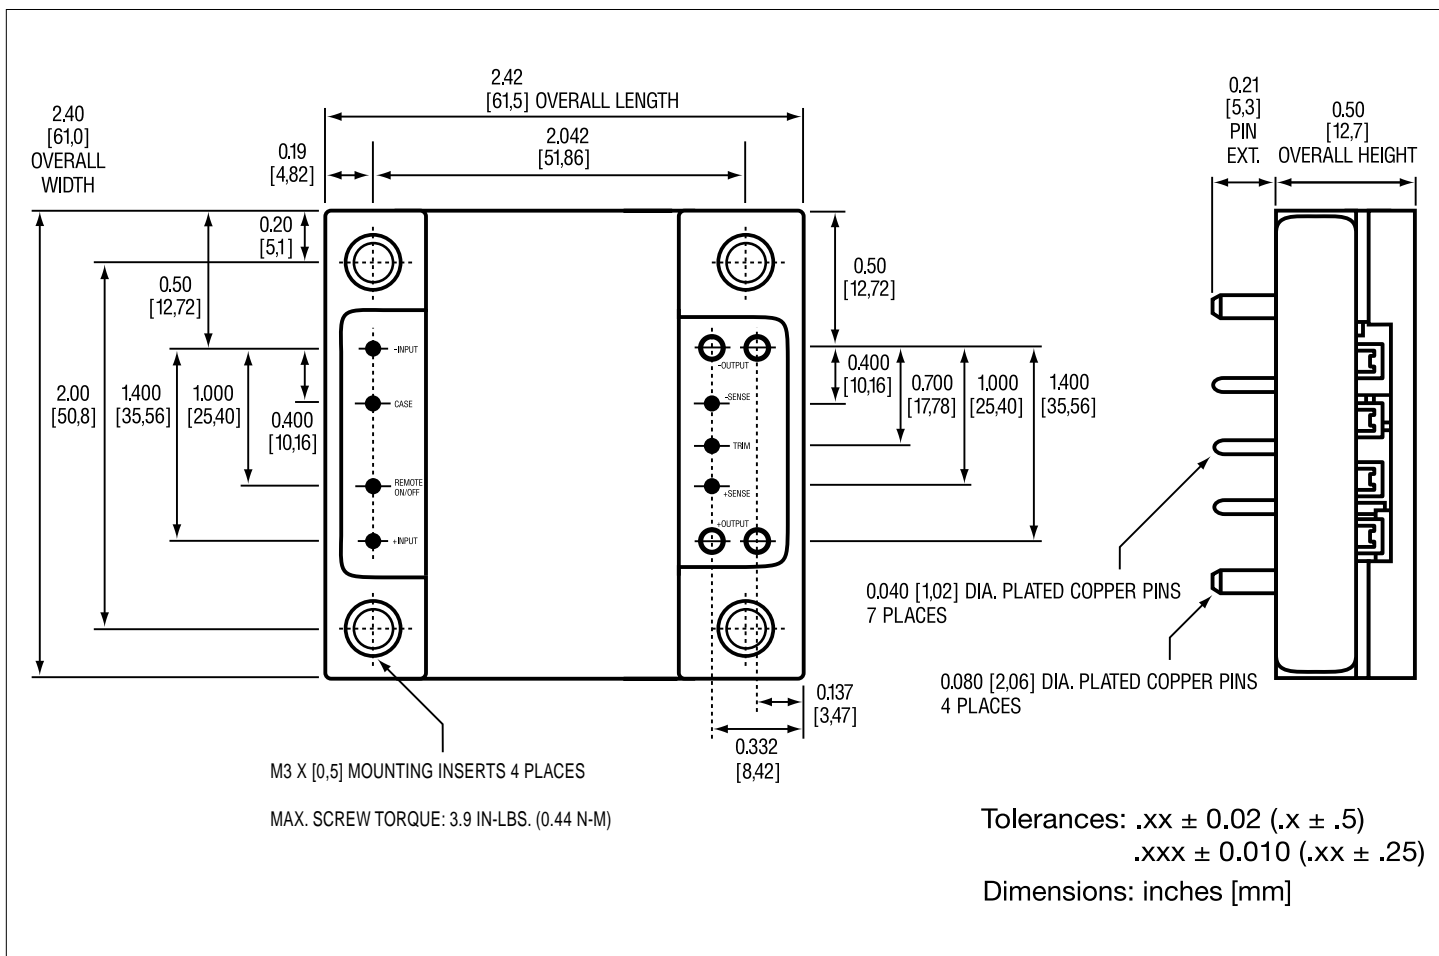 2.42
[61,5] OVERALL LENGTH
2.40
[61,0]
OVERALL
WIDTH
0.19
[4,82]
2.042
[51,86]
0.21
[5,3]
PIN
EXT.
0.50
[12,7]
OVERALL HEIGHT
0.20
[5,1]
0.50
[12,72]
0.50
[12,72]
2.00
[50,8]
1.400
[35,56]
1.000
[25,40]
0.400
[10,16]
-INPUT
CASE
REMOTE
ON/OFF
+INPUT
-OUTPUT
-SENSE
TRIM
+SENSE
+OUTPUT
0.400
[10,16]
0.700
[17,78]
1.000
[25,40]
1.400
[35,56]
0.040 [1,02] DIA. PLATED COPPER PINS
7 PLACES
0.080 [2,06] DIA. PLATED COPPER PINS
4 PLACES
0.137
[3,47]
0.332
[8,42]
M3 X [0,5] MOUNTING INSERTS 4 PLACES
MAX. SCREW TORQUE: 3.9 IN-LBS. (0.44 N-M)
Tolerances: .xx ± 0.02 (.x ± .5)
.xxx ± 0.010 (.xx ± .25)
Dimensions: inches [mm]